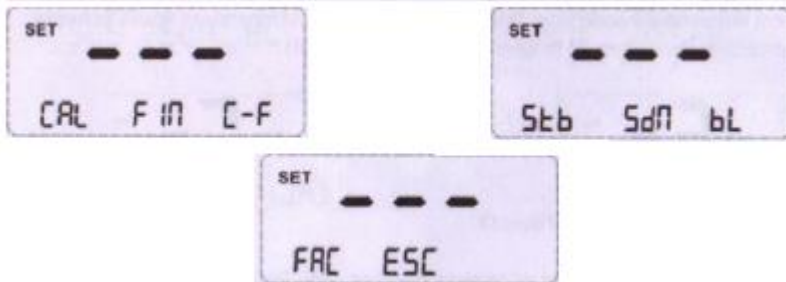 SET
--- 
CAL FIN C-F
SET
---
Stb SdN bL
SET
---
FAC ESC